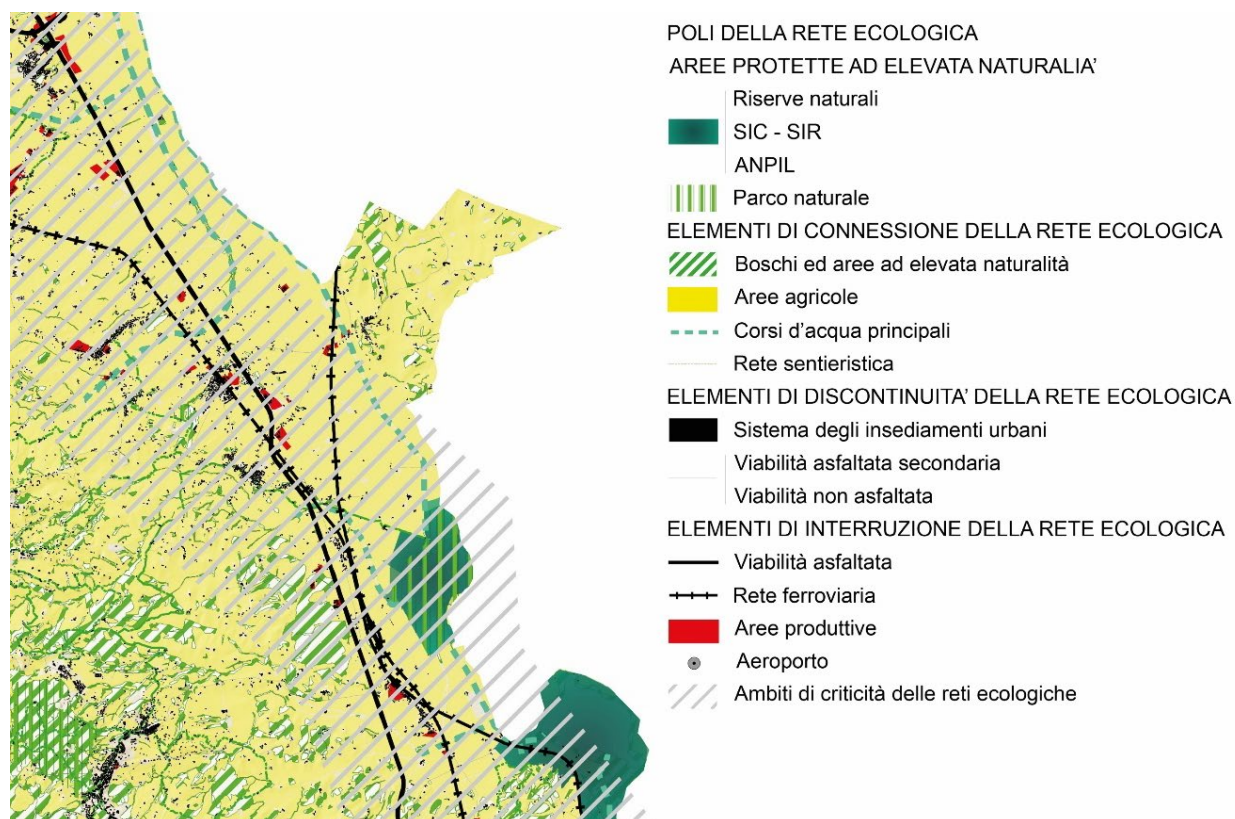 POLI DELLA RETE ECOLOGICA
AREE PROTETTE AD ELEVATA NATURALIA'
Riserve naturali
SIC - SIR
ANPIL
Parco naturale
ELEMENTI DI CONNESSIONE DELLA RETE ECOLOGICA
Boschi ed aree ad elevata naturalità
Aree agricole
Corsi d'acqua principali
Rete sentieristica
ELEMENTI DI DISCONTINUITA' DELLA RETE ECOLOGICA
Sistema degli insediamenti urbani
Viabilità asfaltata secondaria
Viabilità non asfaltata
ELEMENTI DI INTERRUZIONE DELLA RETE ECOLOGICA
Viabilità asfaltata
Rete ferroviaria
Aree produttive
Aeroporto
Ambiti di criticità delle reti ecologiche